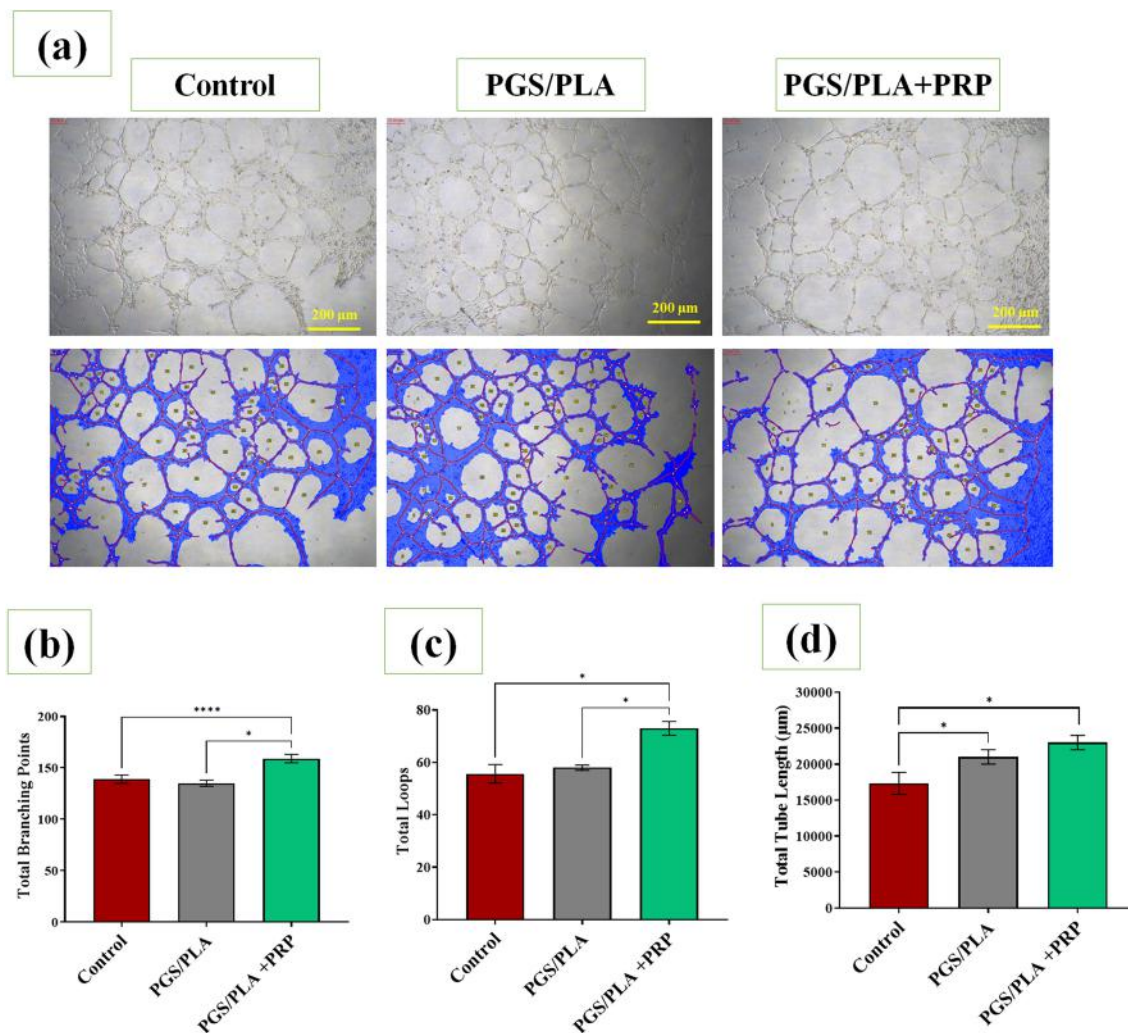 (a)
Control
PGS/PLA
PGS/PLA+PRP
200 µm
200 µm
200 µm
(b)
Total Branching Points
200
150
100
50
0
****
*
Control
PGS/PLA
PGS/PLA +PRP
(c)
Total Loops
80
60
40
20
0
*
*
Control
PGS/PLA
PGS/PLA +PRP
(d)
Total Tube Length (µm)
30000
25000
20000
15000
10000
5000
0
*
*
Control
PGS/PLA
PGS/PLA +PRP